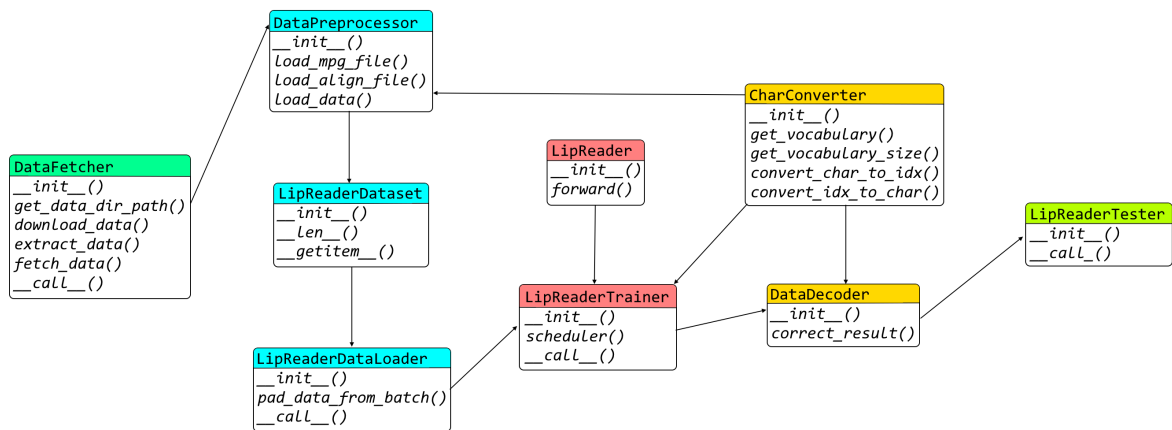 DataPreprocessor
__init__()
load_mpg_file()
load_align_file()
load_data()
CharConverter
__init__()
get_vocabulary()
get_vocabulary_size()
convert_char_to_idx()
convert_idx_to_char()
LipReader
__init__()
forward()
DataFetcher
__init__()
get_data_dir_path()
download_data()
extract_data()
fetch_data()
__call__()
LipReaderDataset
__init__()
__len__()
__getitem__()
LipReaderTester
__init__()
__call_()
LipReaderTrainer
__init__()
scheduler()
__call__()
DataDecoder
__init__()
correct_result()
LipReaderDataLoader
__init__()
pad_data_from_batch()
__call__()